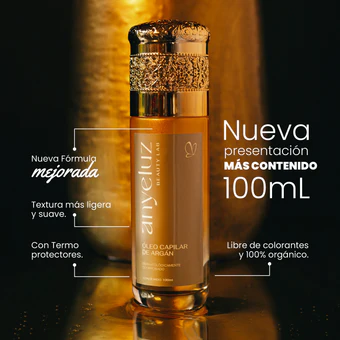 Nueva
presentación
MÁS CONTENIDO
100mL
Nueva Fórmula
mejorada
Textura más ligera
y suave.
Con Termo
protectores.
Libre de colorantes
y 100% orgánico.
anyeluz
BEAUTY LAB
ÓLEO CAPILAR
DE ARGÁN